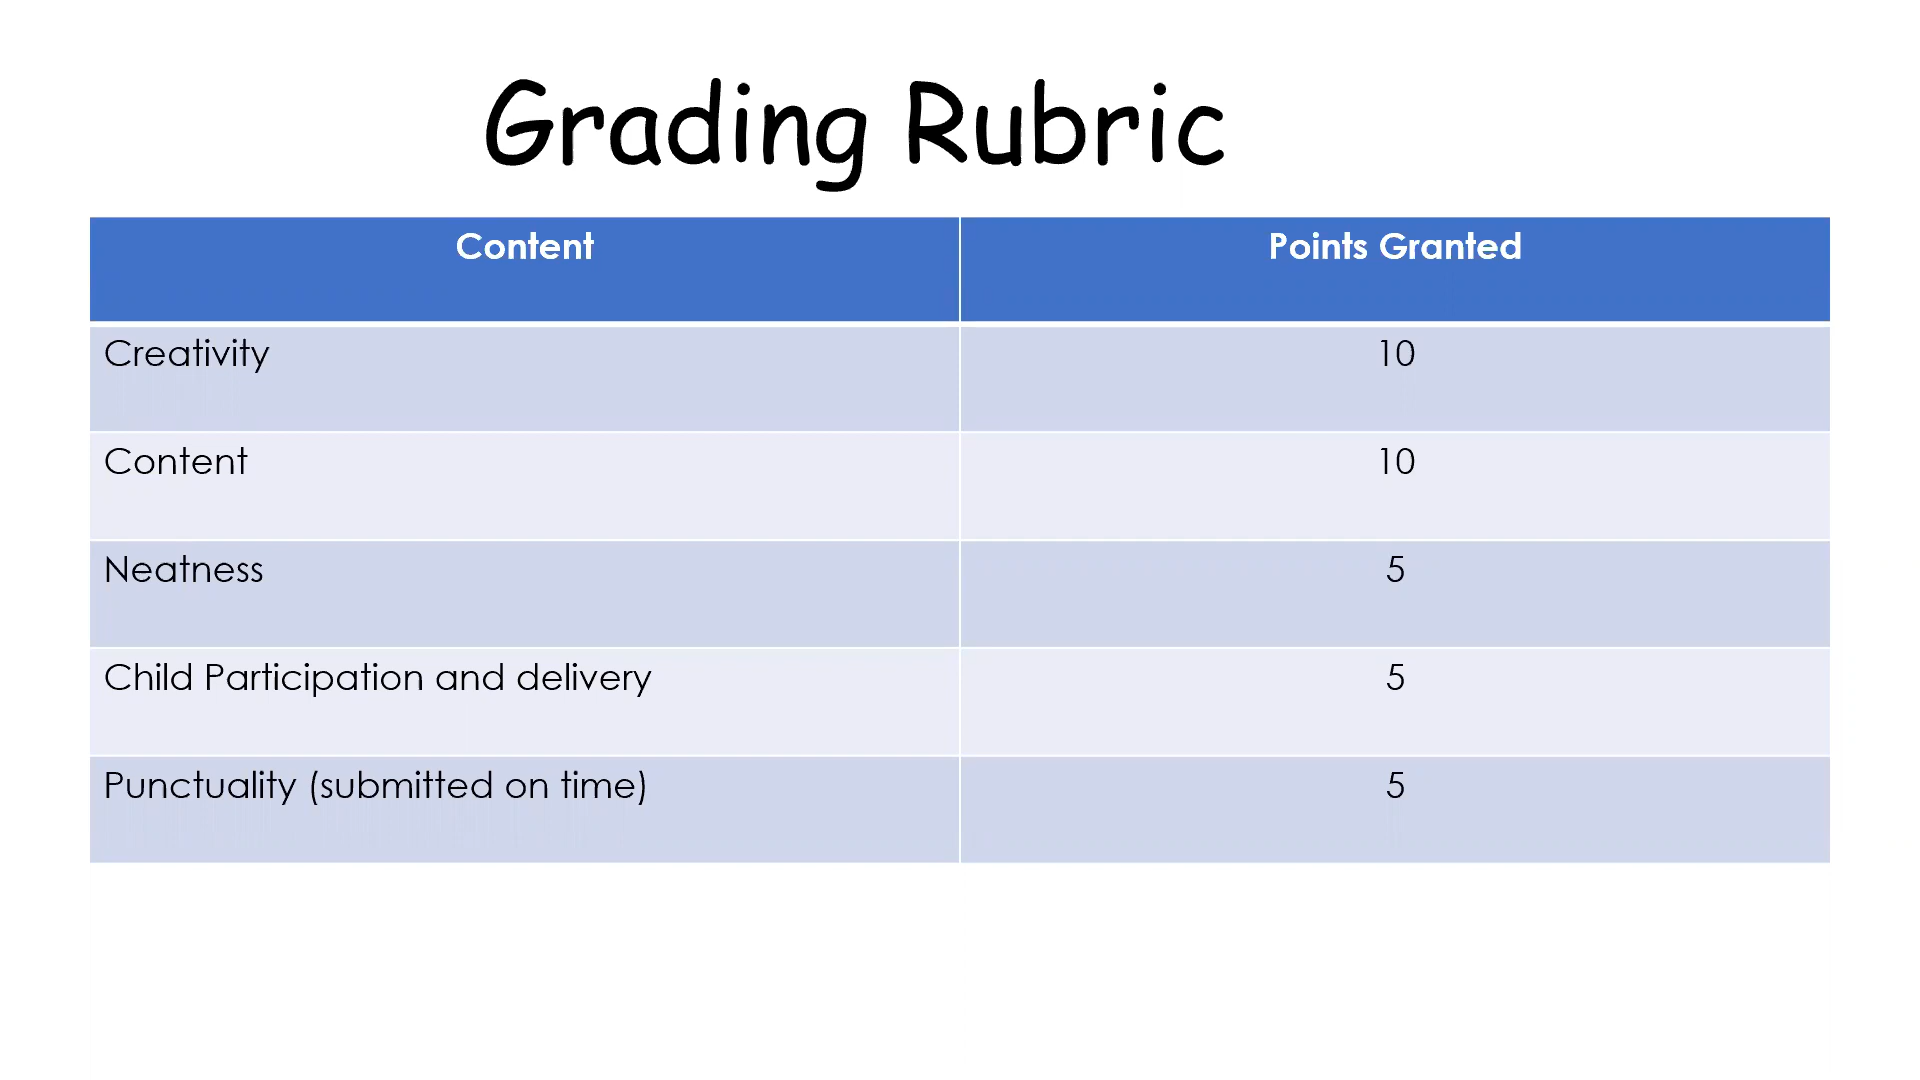 Grading Rubric
Content Points Granted
Creativity 10
Content 10
Neatness 5
Child Participation and delivery 5
Punctuality (submitted on time) 5